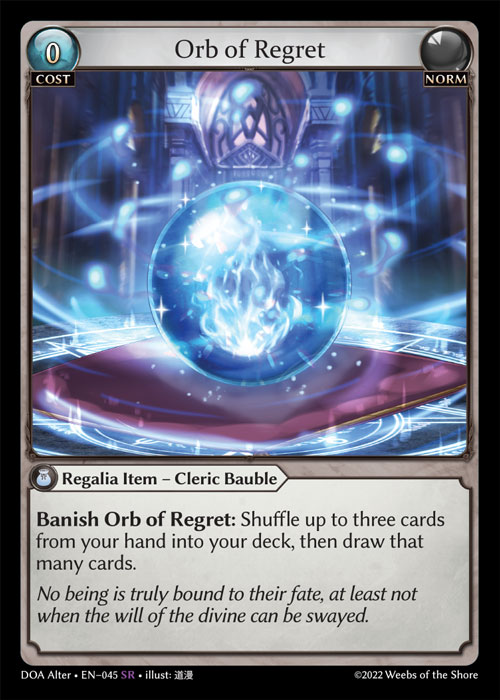 0
Orb of Regret
COST
NORM
Regalia Item – Cleric Bauble
Banish Orb of Regret: Shuffle up to three cards
from your hand into your deck, then draw that
many cards.
No being is truly bound to their fate, at least not
when the will of the divine can be swayed.
DOA Alter • EN–045 SR • illust: 道漫
©2022 Weebs of the Shore